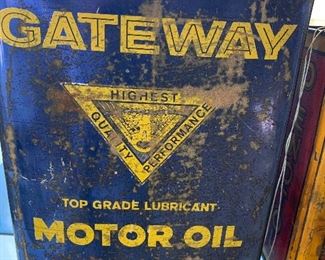 GATEWAY
HIGHEST
QUALITY
PERFORMANCE
TOP GRADE LUBRICANT
MOTOR OIL